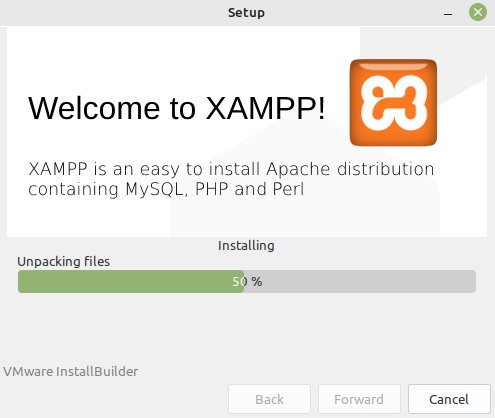 Setup
Welcome to XAMPP!
XAMPP is an easy to install Apache distribution
containing MySQL, PHP and Perl
Installing
Unpacking files
50 %
VMware InstallBuilder
Back
Forward
Cancel